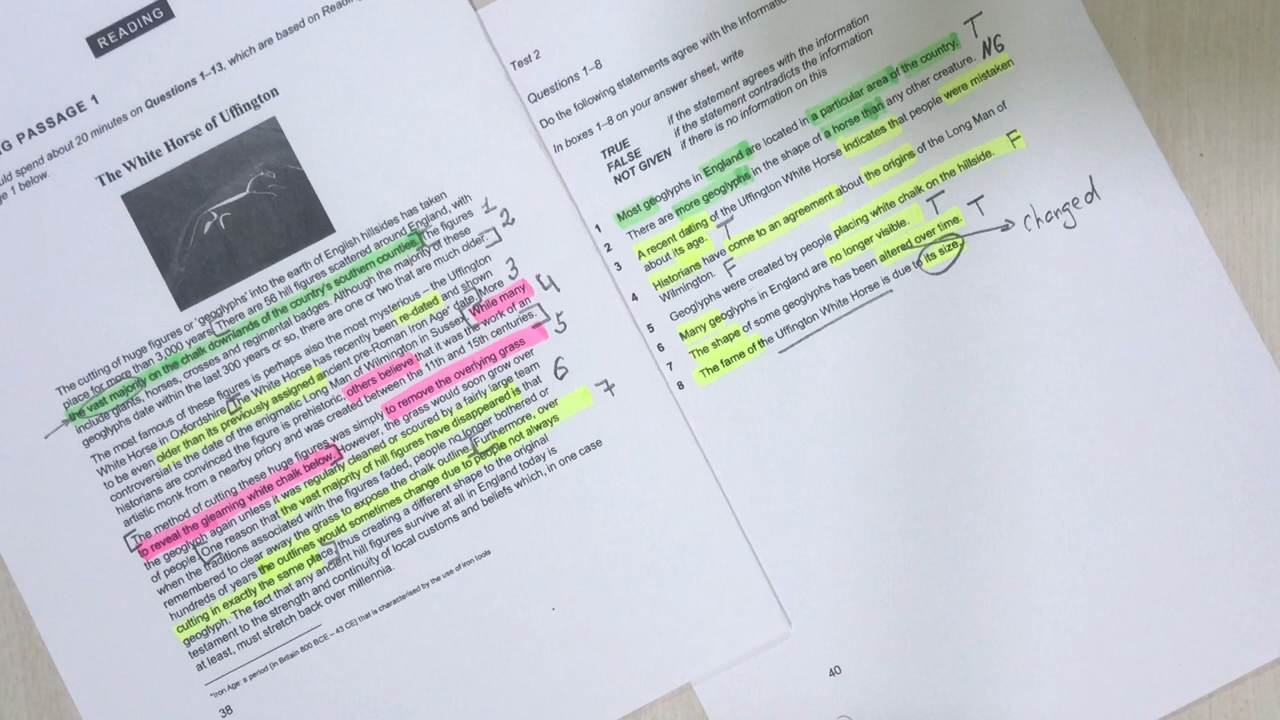 READING
G PASSAGE 1
uld spend about 20 minutes on Questions 1–13, which are based on Readi
e 1 below.
The White Horse of Uffington
The cutting of huge figures or 'geoglyphs' into the earth of English hillsides has taken
place for more than 3,000 years. There are 56 hill figures scattered around England, with
the vast majority on the chalk downlands of the country's southern counties. The figures 1
include giants, horses, crosses and regimental badges. Although the majority of these
geoglyphs date within the last 300 years or so, there are one or two that are much older. 2
The most famous of these figures is perhaps also the most mysterious – the Uffington
White Horse in Oxfordshire. The White Horse has recently been re-dated and shown
to be even older than its previously assigned ancient pre-Roman Iron Age* date. More 3
controversial is the date of the enigmatic Long Man of Wilmington in Sussex. While many 4
historians are convinced the figure is prehistoric, others believe that it was the work of an
artistic monk from a nearby priory and was created between the 11th and 15th centuries.
The method of cutting these huge figures was simply to remove the overlying grass 5
to reveal the gleaming white chalk below. However, the grass would soon grow over
the geoglyph again unless it was regularly cleaned or scoured by a fairly large team
of people. One reason that the vast majority of hill figures have disappeared is that 6
when the traditions associated with the figures faded, people no longer bothered or
remembered to clear away the grass to expose the chalk outline. Furthermore, over 7
hundreds of years the outlines would sometimes change due to people not always
cutting in exactly the same place, thus creating a different shape to the original
geoglyph. The fact that any ancient hill figures survive at all in England today is
testament to the strength and continuity of local customs and beliefs which, in one case
at least, must stretch back over millennia.
*Iron Age: a period (in Britain 800 BCE – 43 CE) that is characterised by the use of iron tools
38
Test 2
Questions 1–8
Do the following statements agree with the information
In boxes 1–8 on your answer sheet, write
TRUE if the statement agrees with the information
FALSE if the statement contradicts the information
NOT GIVEN if there is no information on this
1 Most geoglyphs in England are located in a particular area of the country. T
2 There are more geoglyphs in the shape of a horse than any other creature. NG
3 A recent dating of the Uffington White Horse indicates that people were mistaken
about its age. T
4 Historians have come to an agreement about the origins of the Long Man of
Wilmington. F
5 Geoglyphs were created by people placing white chalk on the hillside. F
6 Many geoglyphs in England are no longer visible. T
7 The shape of some geoglyphs has been altered over time. T changed
8 The fame of the Uffington White Horse is due to its size.
40